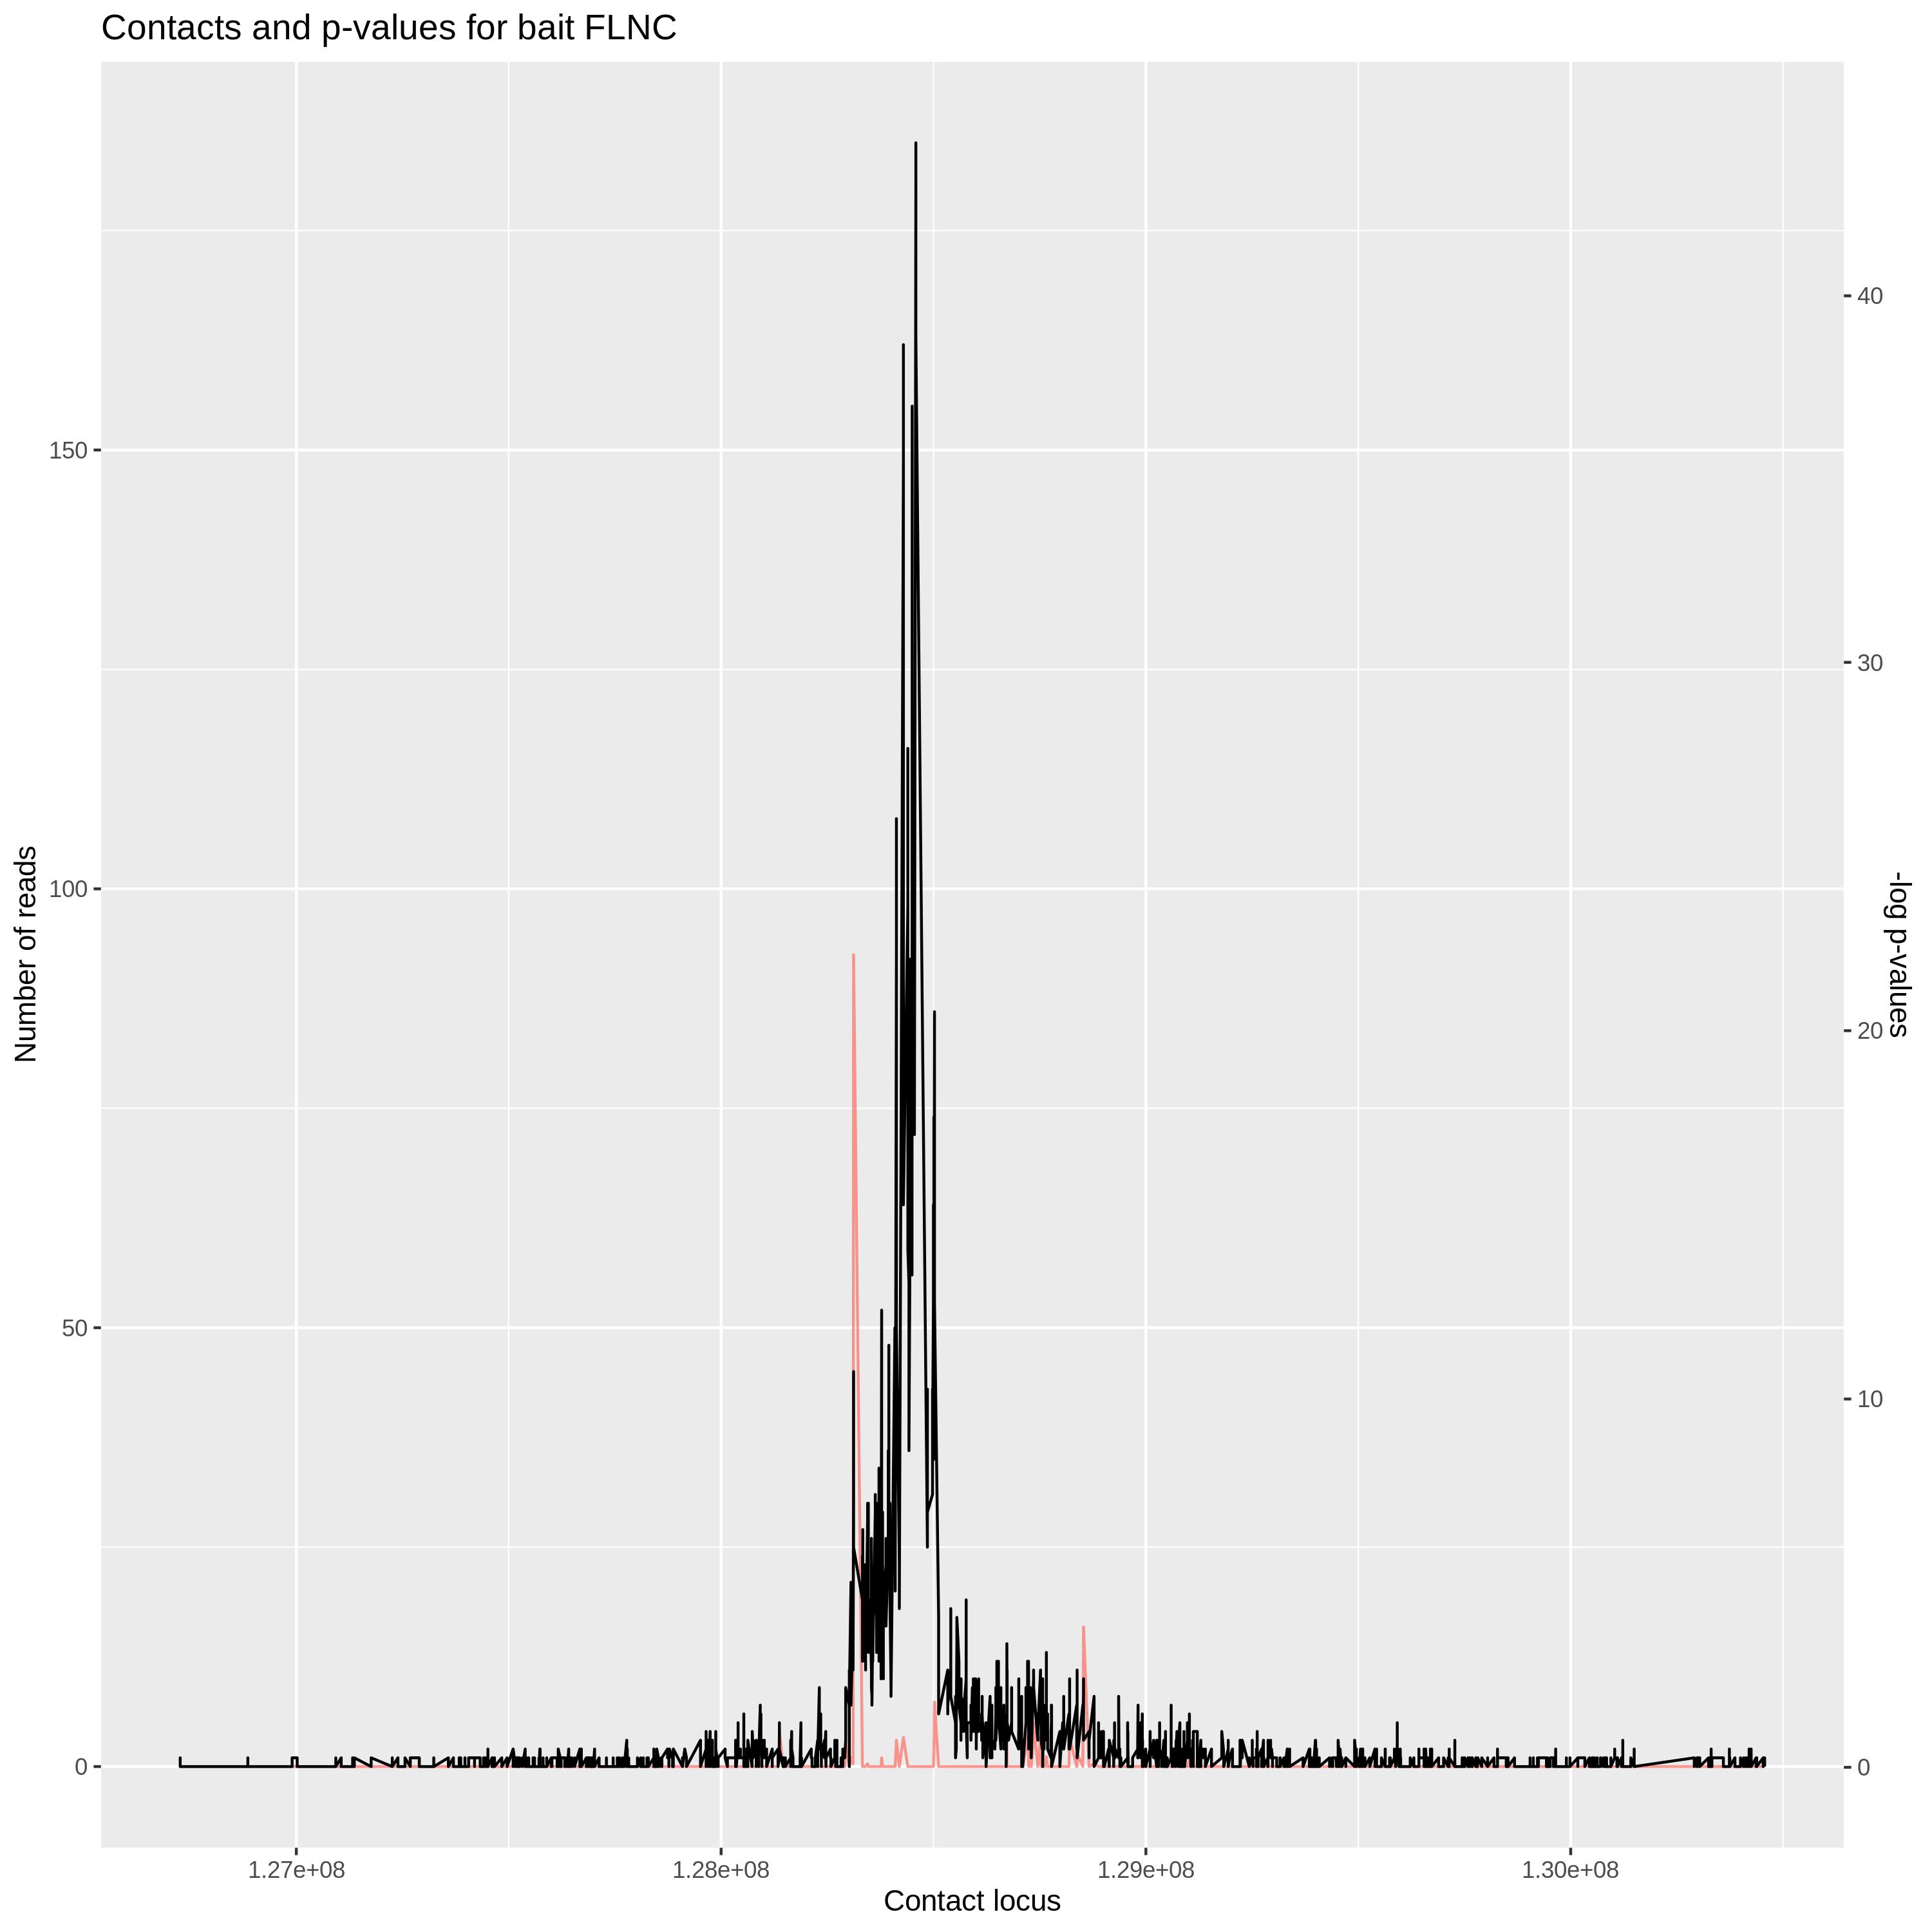 Contacts and p-values for bait FLNC
Number of reads
150
100
50
0
40
30
20
10
0
-log p-values
1.27e+08
1.28e+08
1.29e+08
1.30e+08
Contact locus